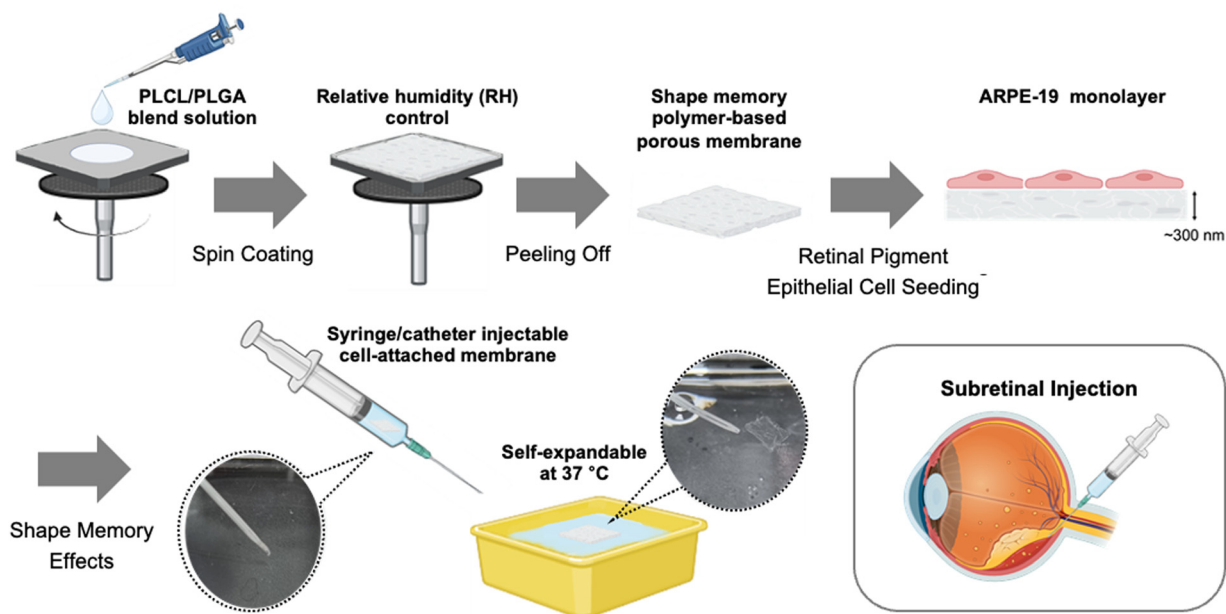 PLCL/PLGA
blend solution
Spin Coating
Relative humidity (RH)
control
Peeling Off
Shape memory
polymer-based
porous membrane
Retinal Pigment
Epithelial Cell Seeding
ARPE-19 monolayer
~300 nm
Shape Memory
Effects
Syringe/catheter injectable
cell-attached membrane
Self-expandable
at 37 °C
Subretinal Injection